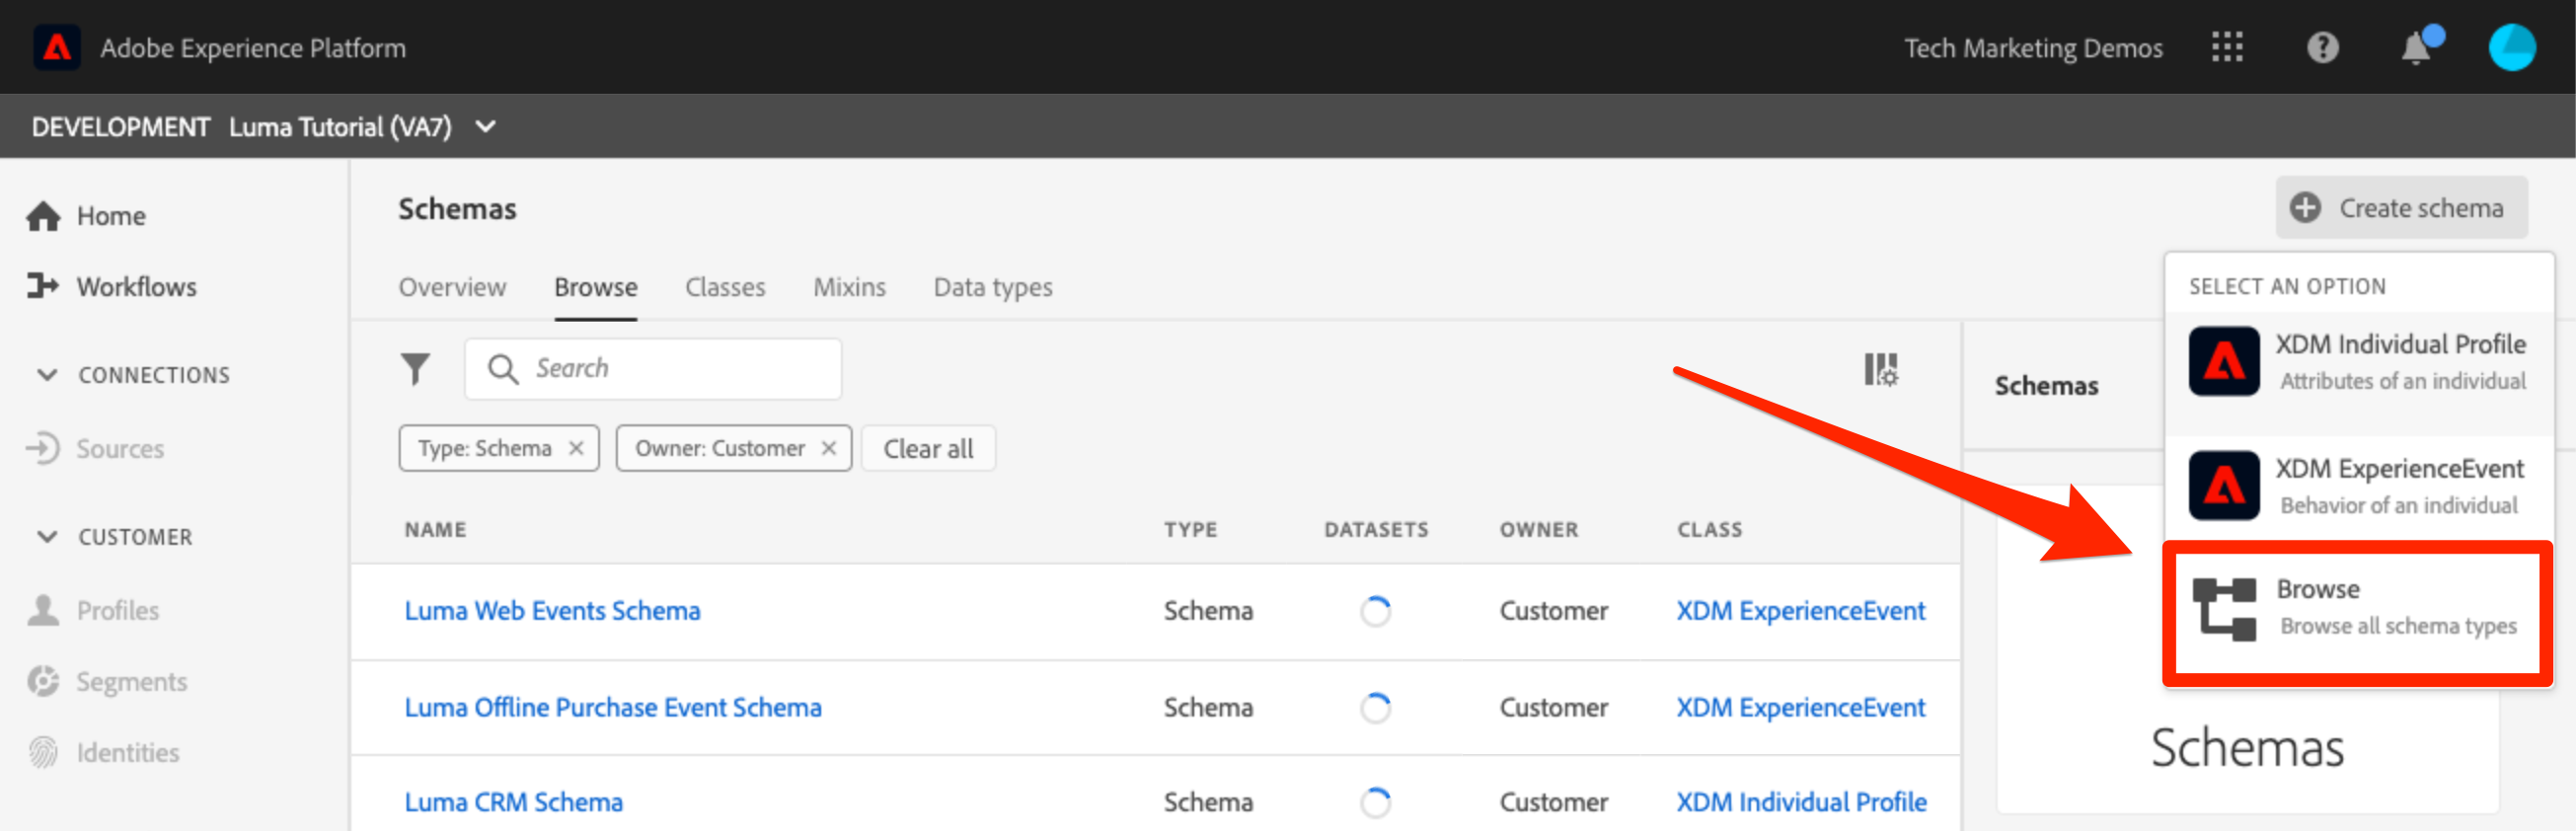 Adobe Experience Platform
Tech Marketing Demos
DEVELOPMENT Luma Tutorial (VA7)
Home
Workflows
CONNECTIONS
Sources
CUSTOMER
Profiles
Segments
Identities
Schemas
Create schema
Overview Browse Classes Mixins Data types
Search
Type: Schema Owner: Customer Clear all
NAME TYPE DATASETS OWNER CLASS
Luma Web Events Schema Schema Customer XDM ExperienceEvent
Luma Offline Purchase Event Schema Schema Customer XDM ExperienceEvent
Luma CRM Schema Schema Customer XDM Individual Profile
Schemas
SELECT AN OPTION
XDM Individual Profile
Attributes of an individual
XDM ExperienceEvent
Behavior of an individual
Browse
Browse all schema types
Schemas